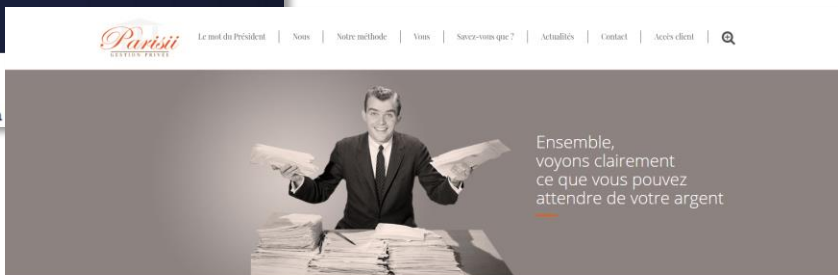 Parisii
GESTION PRIVÉE
Le mot du Président | Nous | Notre méthode | Vous | Savez-vous que ? | Actualités | Contact | Accès client |
Ensemble,
voyons clairement
ce que vous pouvez
attendre de votre argent